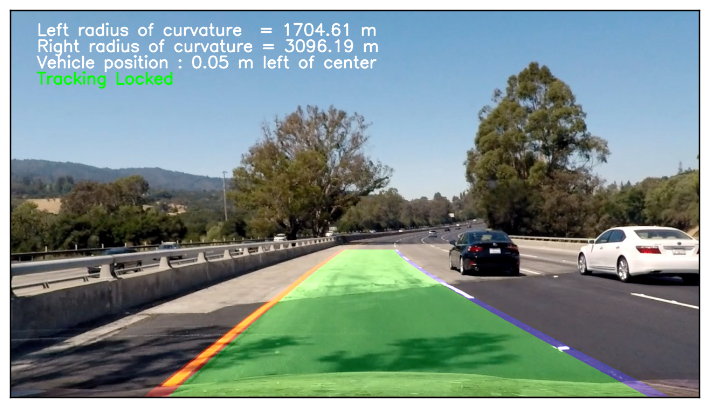 Left radius of curvature = 1704.61 m
Right radius of curvature = 3096.19 m
Vehicle position : 0.05 m left of center
Tracking Locked